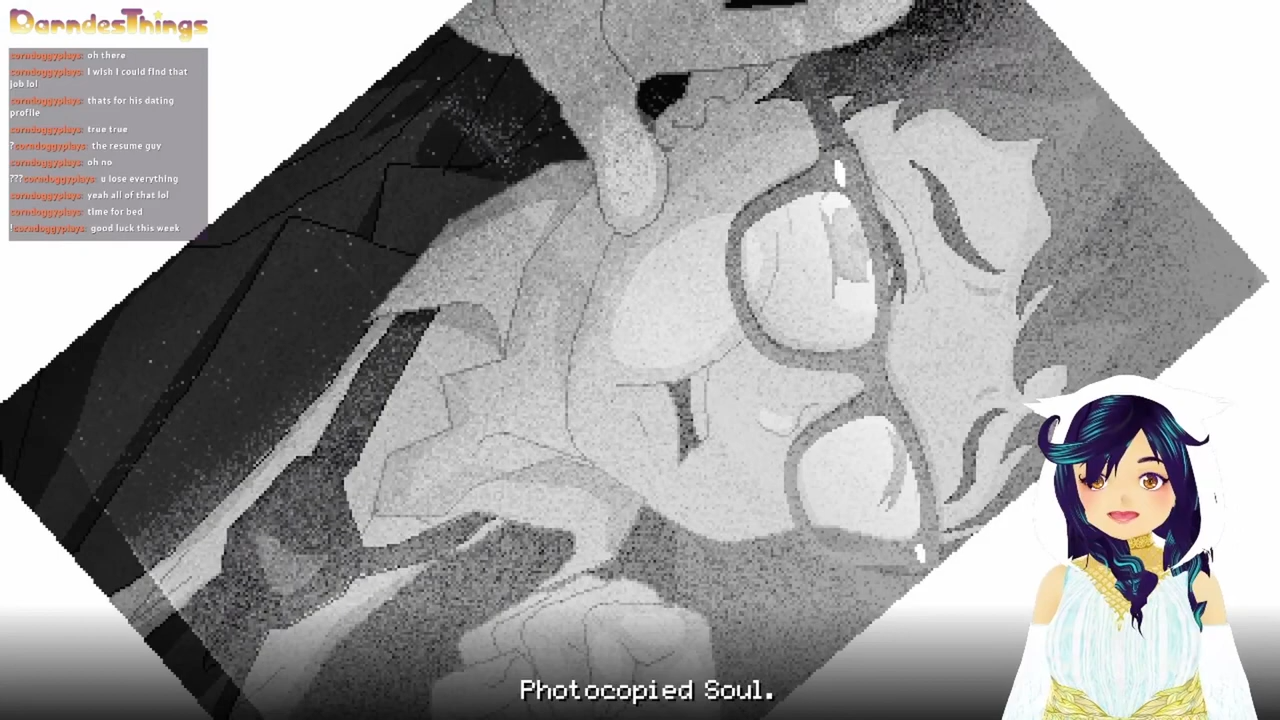 DarndesThings
corndoggyplays: oh there
corndoggyplays: I wish I could find that
job lol
corndoggyplays: thats for his dating
profile
corndoggyplays: true true
?corndoggyplays: the resume guy
corndoggyplays: oh no
???corndoggyplays: u lose everything
corndoggyplays: yeah all of that lol
corndoggyplays: time for bed
!corndoggyplays: good luck this week
Photocopied Soul.